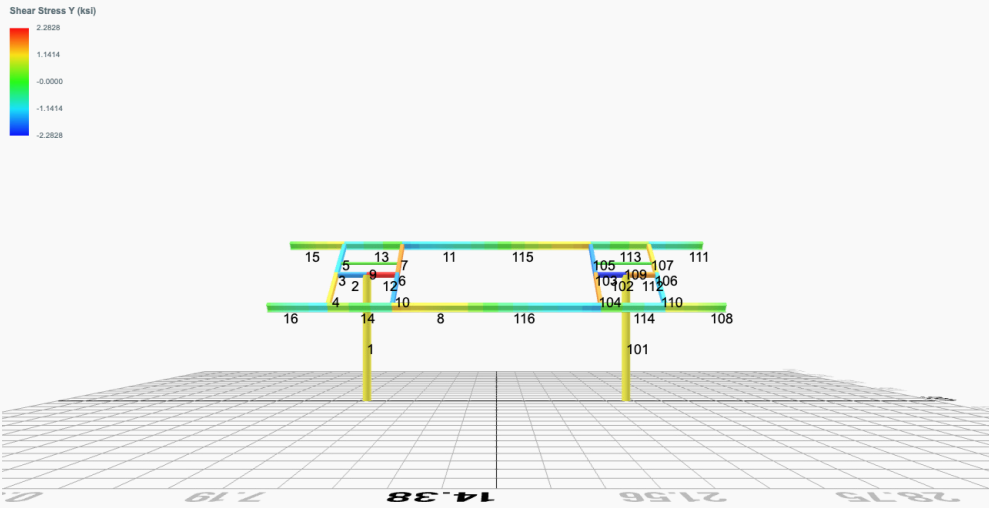 Shear Stress Y (ksi)
2.2828
1.1414
-0.0000
-1.1414
-2.2828
15 13 11 115 113 111
5 7 105 107
9 109
3 6 103 106
2 12 102 112
4 10 104 110
16 14 8 116 114 108
1 101
7.19 14.38 21.56 28.75